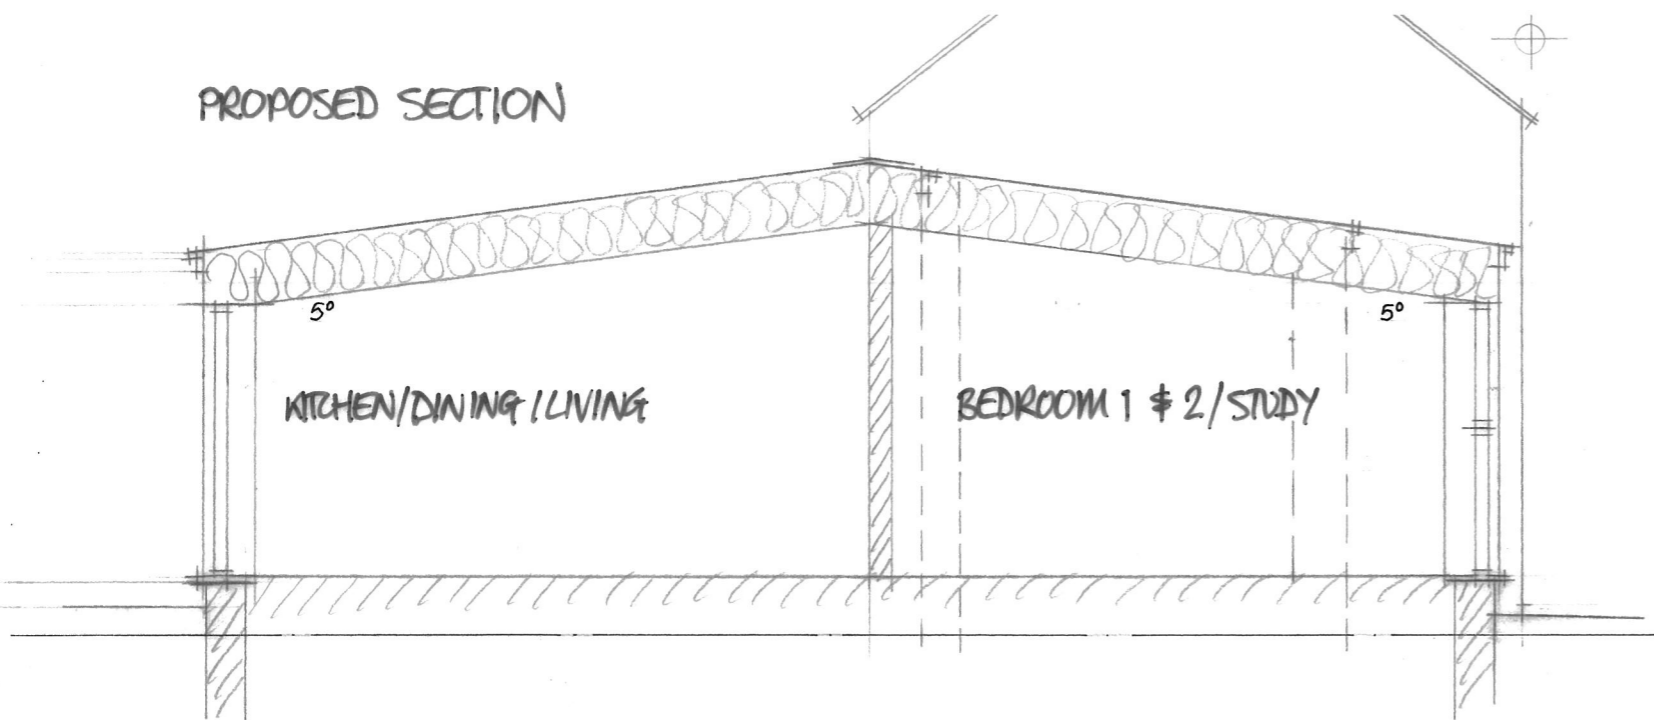 PROPOSED SECTION
5°
5°
KITCHEN/DINING/LIVING
BEDROOM 1 & 2/STUDY